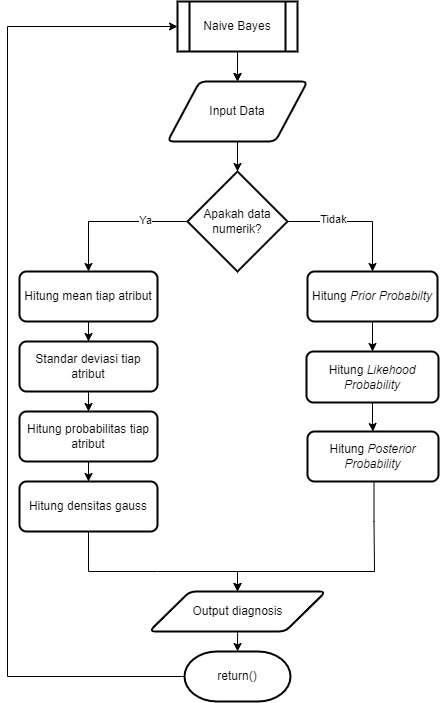 Naive Bayes
Input Data
Apakah data
numerik?
Ya
Tidak
Hitung mean tiap atribut
Hitung Prior Probabilty
Standar deviasi tiap
atribut
Hitung Likehood
Probability
Hitung probabilitas tiap
atribut
Hitung Posterior
Probability
Hitung densitas gauss
Output diagnosis
return()